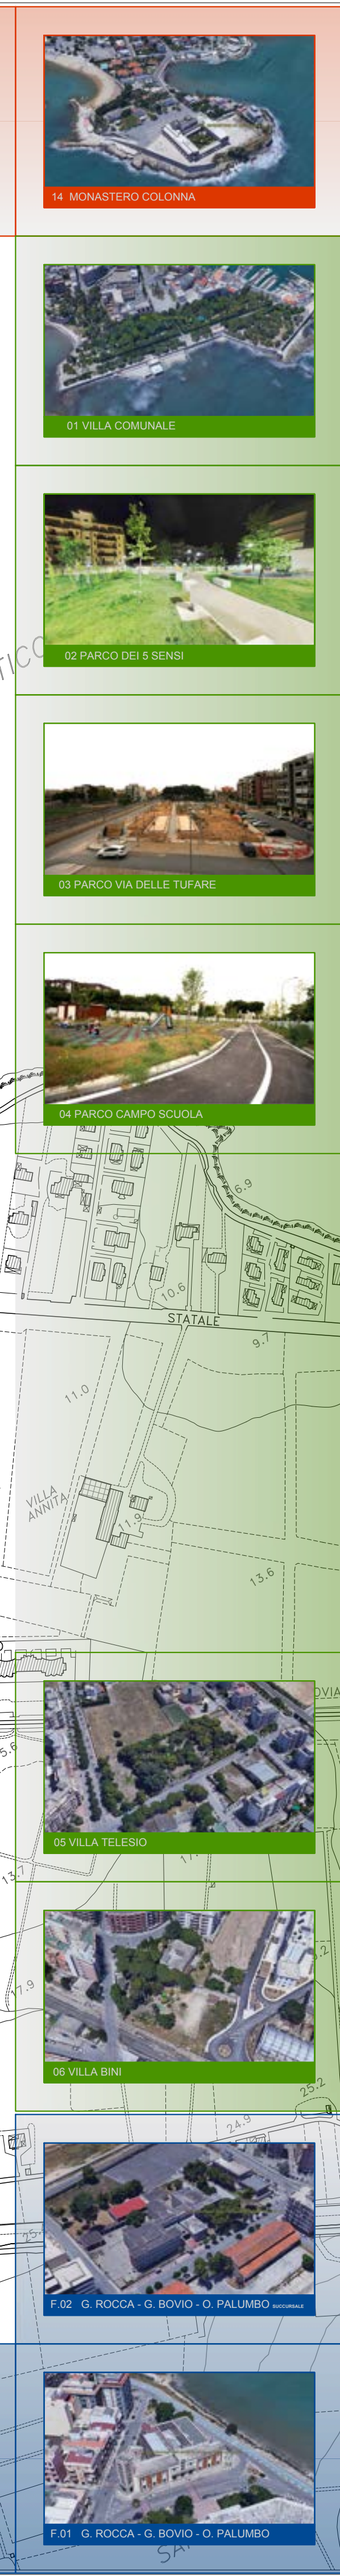 14 MONASTERO COLONNA
01 VILLA COMUNALE
02 PARCO DEI 5 SENSI
03 PARCO VIA DELLE TUFARE
04 PARCO CAMPO SCUOLA
6.9
10.6
STATALE
9.7
11.0
VILLA
ANNITA
11.9
13.6
05 VILLA TELESIO
13.7
17.9
06 VILLA BINI
25.2
24.9
F.02 G. ROCCA - G. BOVIO - O. PALUMBO SUCCURSALE
F.01 G. ROCCA - G. BOVIO - O. PALUMBO